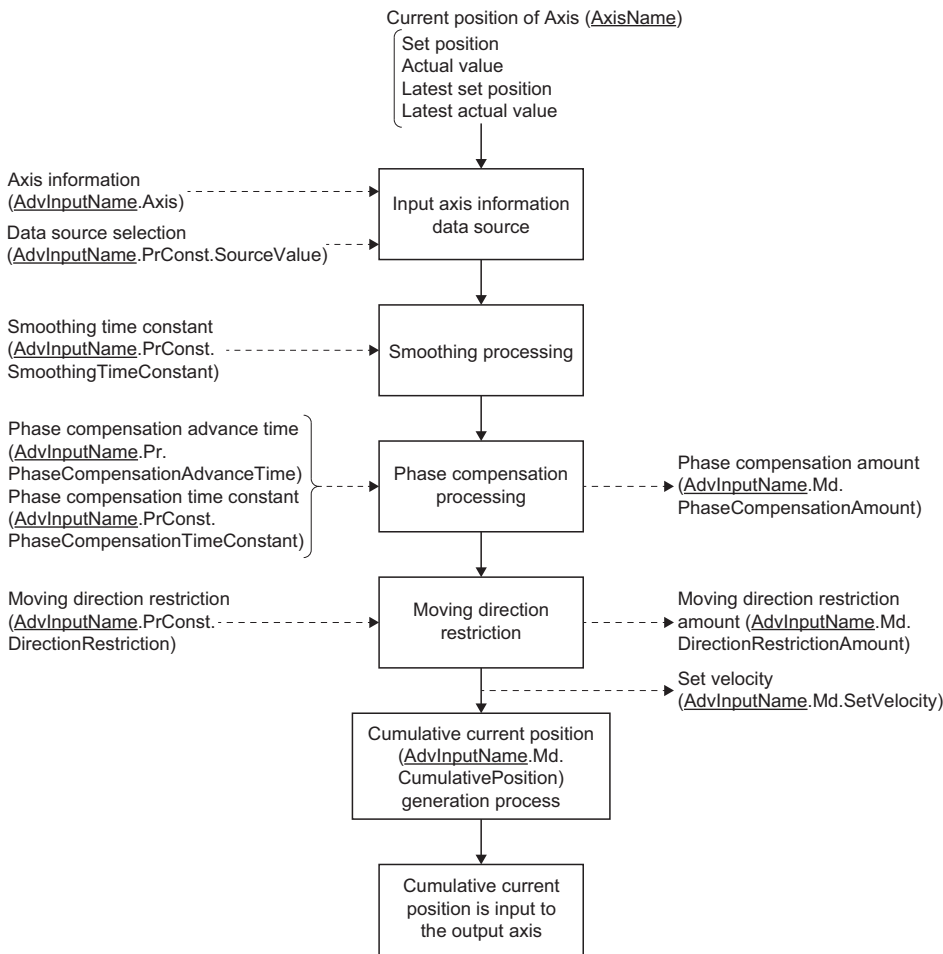 Current position of Axis (AxisName)
Set position
Actual value
Latest set position
Latest actual value
Axis information
(AdvInputName.Axis)
Data source selection
(AdvInputName.PrConst.SourceValue)
Input axis information
data source
Smoothing time constant
(AdvInputName.PrConst.
SmoothingTimeConstant)
Smoothing processing
Phase compensation advance time
(AdvInputName.Pr.
PhaseCompensationAdvanceTime)
Phase compensation time constant
(AdvInputName.PrConst.
PhaseCompensationTimeConstant)
Phase compensation
processing
Phase compensation amount
(AdvInputName.Md.
PhaseCompensationAmount)
Moving direction restriction
(AdvInputName.PrConst.
DirectionRestriction)
Moving direction
restriction
Moving direction restriction
amount (AdvInputName.Md.
DirectionRestrictionAmount)
Set velocity
(AdvInputName.Md.SetVelocity)
Cumulative current position
(AdvInputName.Md.
CumulativePosition)
generation process
Cumulative current
position is input to
the output axis